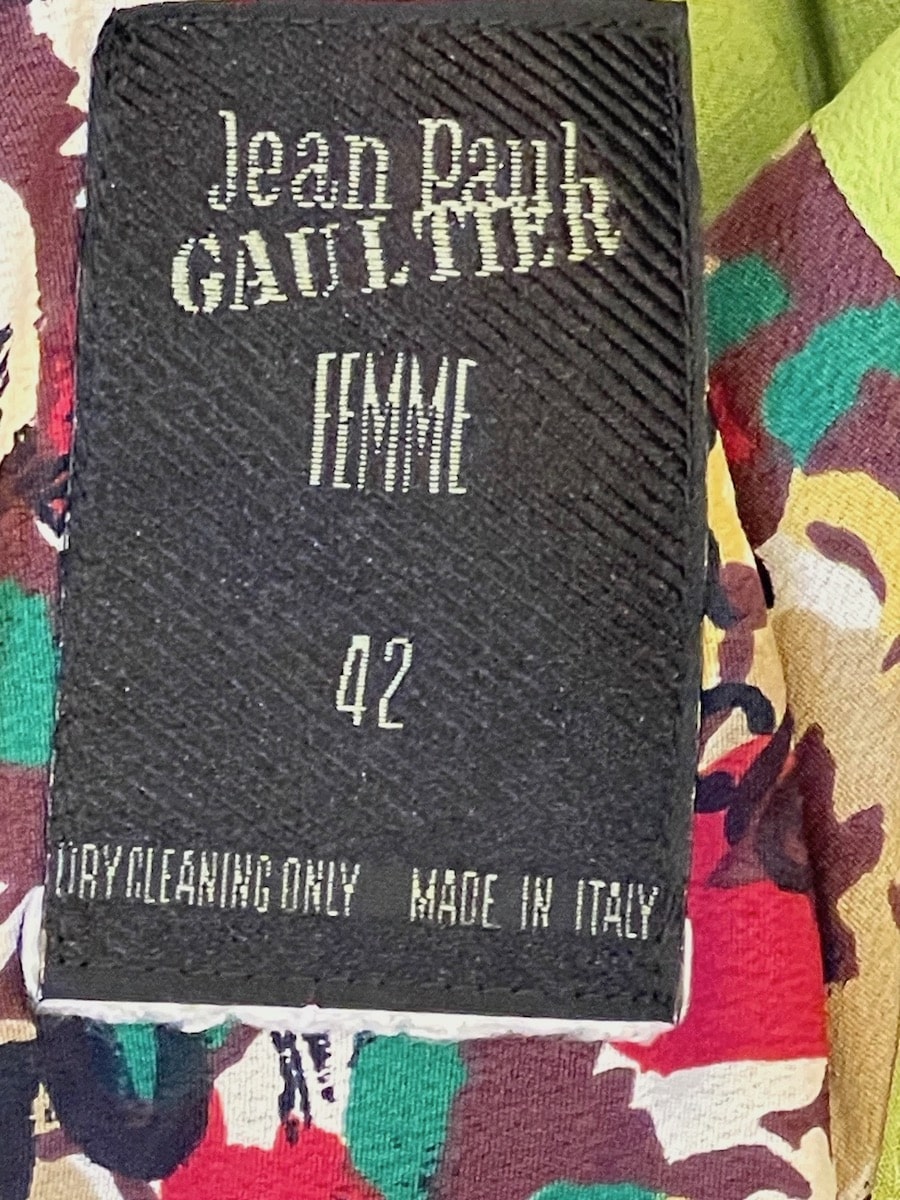 Jean Paul
GAULTIER
FEMME
42
DRY CLEANING ONLY MADE IN ITALY